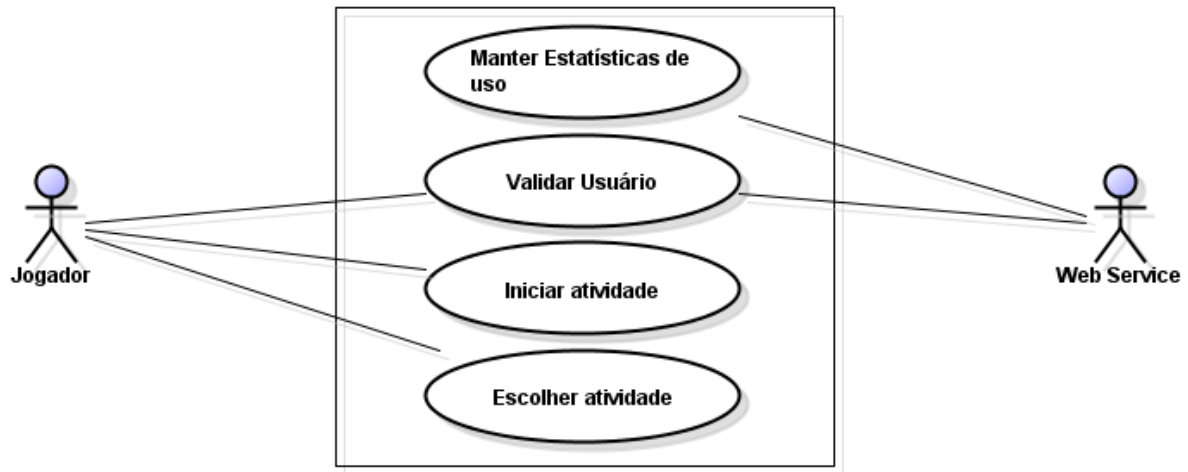 Manter Estatísticas de
uso
Validar Usuário
Iniciar atividade
Escolher atividade
Jogador
Web Service